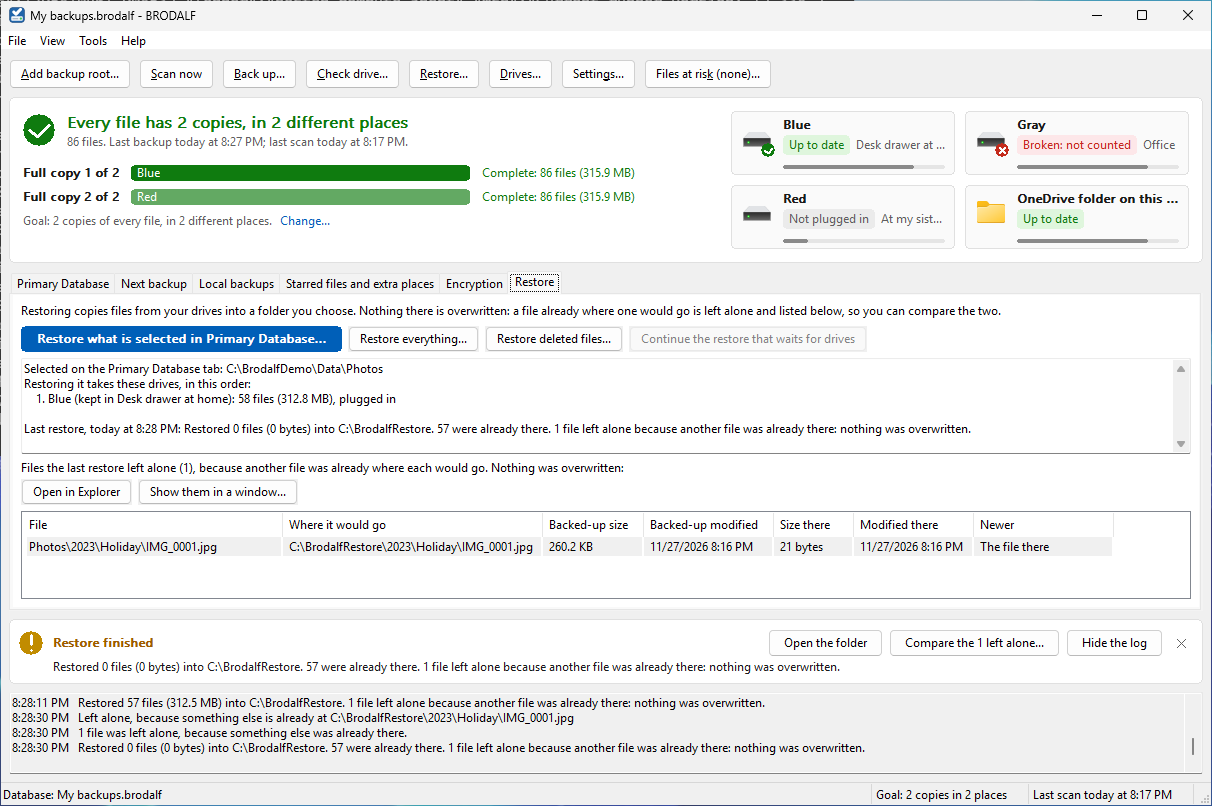 My backups.brodalf - BRODALF
File View Tools Help
Add backup root... Scan now Back up... Check drive... Restore... Drives... Settings... Files at risk (none)...
Every file has 2 copies, in 2 different places
86 files. Last backup today at 8:27 PM; last scan today at 8:17 PM.
Full copy 1 of 2 Blue Complete: 86 files (315.9 MB)
Full copy 2 of 2 Red Complete: 86 files (315.9 MB)
Goal: 2 copies of every file, in 2 different places. Change...
Blue
Up to date Desk drawer at ...
Gray
Broken: not counted Office
Red
Not plugged in At my sist...
OneDrive folder on this ...
Up to date
Primary Database Next backup Local backups Starred files and extra places Encryption Restore
Restoring copies files from your drives into a folder you choose. Nothing there is overwritten: a file already where one would go is left alone and listed below, so you can compare the two.
Restore what is selected in Primary Database... Restore everything... Restore deleted files... Continue the restore that waits for drives
Selected on the Primary Database tab: C:\BrodalfDemo\Data\Photos
Restoring it takes these drives, in this order:
1. Blue (kept in Desk drawer at home): 58 files (312.8 MB), plugged in
Last restore, today at 8:28 PM: Restored 0 files (0 bytes) into C:\BrodalfRestore. 57 were already there. 1 file left alone because another file was already there: nothing was overwritten.
Files the last restore left alone (1), because another file was already where each would go. Nothing was overwritten:
Open in Explorer Show them in a window...
File Where it would go Backed-up size Backed-up modified Size there Modified there Newer
Photos\2023\Holiday\IMG_0001.jpg C:\BrodalfRestore\2023\Holiday\IMG_0001.jpg 260.2 KB 11/27/2026 8:16 PM 21 bytes 11/27/2026 8:16 PM The file there
Restore finished
Open the folder Compare the 1 left alone... Hide the log
Restored 0 files (0 bytes) into C:\BrodalfRestore. 57 were already there. 1 file left alone because another file was already there: nothing was overwritten.
8:28:11 PM Restored 57 files (312.5 MB) into C:\BrodalfRestore. 1 file left alone because another file was already there: nothing was overwritten.
8:28:30 PM Left alone, because something else is already at C:\BrodalfRestore\2023\Holiday\IMG_0001.jpg
8:28:30 PM 1 file was left alone, because something else was already there.
8:28:30 PM Restored 0 files (0 bytes) into C:\BrodalfRestore. 57 were already there. 1 file left alone because another file was already there: nothing was overwritten.
Database: My backups.brodalf Goal: 2 copies in 2 places Last scan today at 8:17 PM